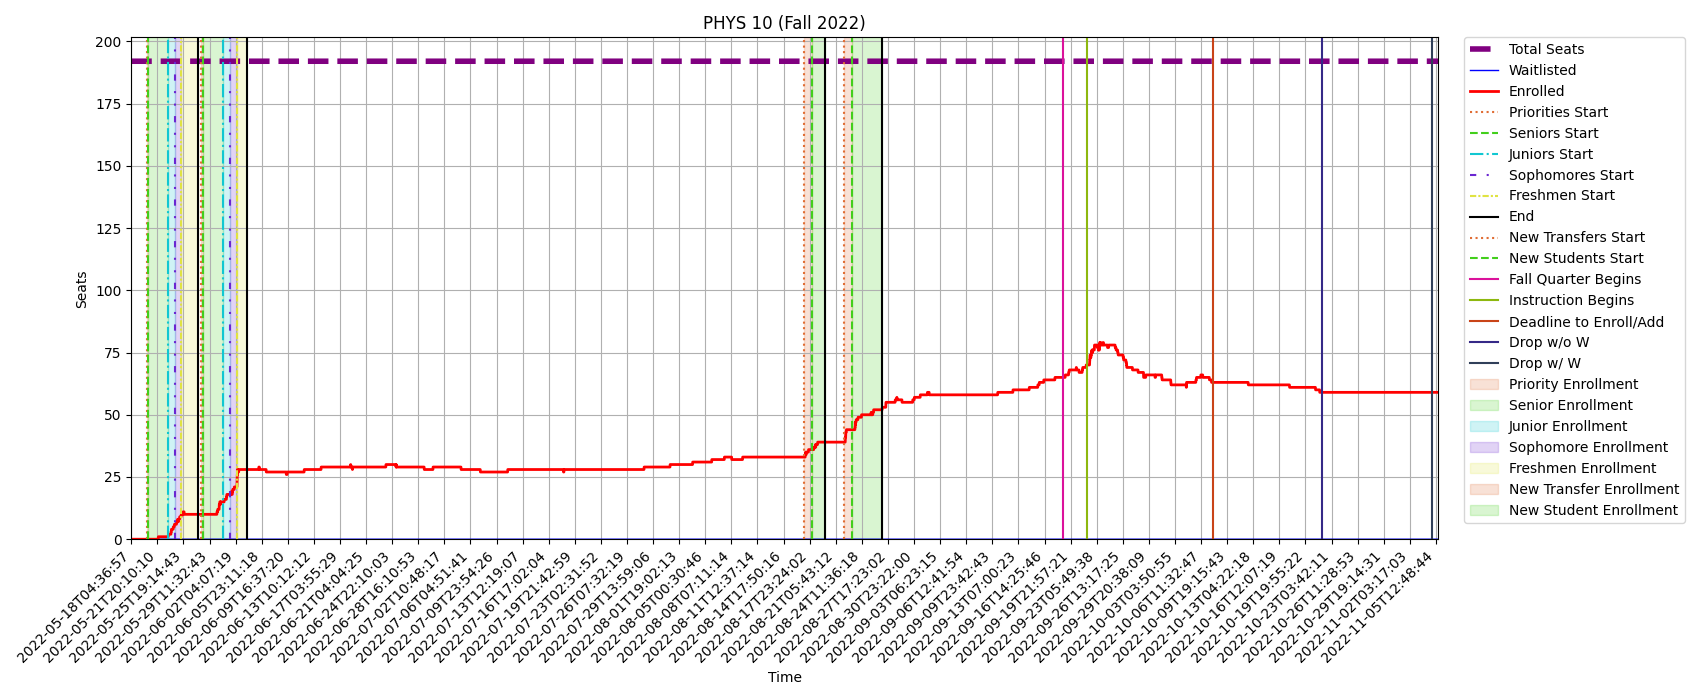 PHYS 10 (Fall 2022)
200
175
150
125
100
75
50
25
0
Seats
2022-05-18T04:36:57
2022-05-21T20:10:10
2022-05-25T19:14:43
2022-05-29T11:32:43
2022-06-02T04:07:19
2022-06-05T23:11:18
2022-06-09T16:37:20
2022-06-13T10:12:12
2022-06-17T03:55:29
2022-06-21T04:04:25
2022-06-24T22:10:03
2022-06-28T16:10:53
2022-07-02T10:48:17
2022-07-06T04:51:41
2022-07-09T23:54:26
2022-07-13T12:19:07
2022-07-16T17:02:04
2022-07-19T21:42:59
2022-07-23T02:31:52
2022-07-26T07:32:19
2022-07-29T13:59:06
2022-08-01T19:02:13
2022-08-05T00:30:46
2022-08-08T07:11:14
2022-08-11T12:37:14
2022-08-14T17:50:16
2022-08-17T23:24:02
2022-08-21T05:43:12
2022-08-24T11:36:18
2022-08-27T17:23:02
2022-08-30T23:22:00
2022-09-03T06:23:15
2022-09-06T12:41:54
2022-09-09T23:42:43
2022-09-13T07:00:23
2022-09-16T14:25:46
2022-09-19T21:57:21
2022-09-23T05:49:38
2022-09-26T13:17:25
2022-09-29T20:38:09
2022-10-03T03:50:55
2022-10-06T11:32:47
2022-10-09T19:15:43
2022-10-13T04:22:18
2022-10-16T12:07:19
2022-10-19T19:55:22
2022-10-23T03:42:11
2022-10-26T11:28:53
2022-10-29T19:14:31
2022-11-02T03:17:03
2022-11-05T12:48:44
Time
Total Seats
Waitlisted
Enrolled
Priorities Start
Seniors Start
Juniors Start
Sophomores Start
Freshmen Start
End
New Transfers Start
New Students Start
Fall Quarter Begins
Instruction Begins
Deadline to Enroll/Add
Drop w/o W
Drop w/ W
Priority Enrollment
Senior Enrollment
Junior Enrollment
Sophomore Enrollment
Freshmen Enrollment
New Transfer Enrollment
New Student Enrollment